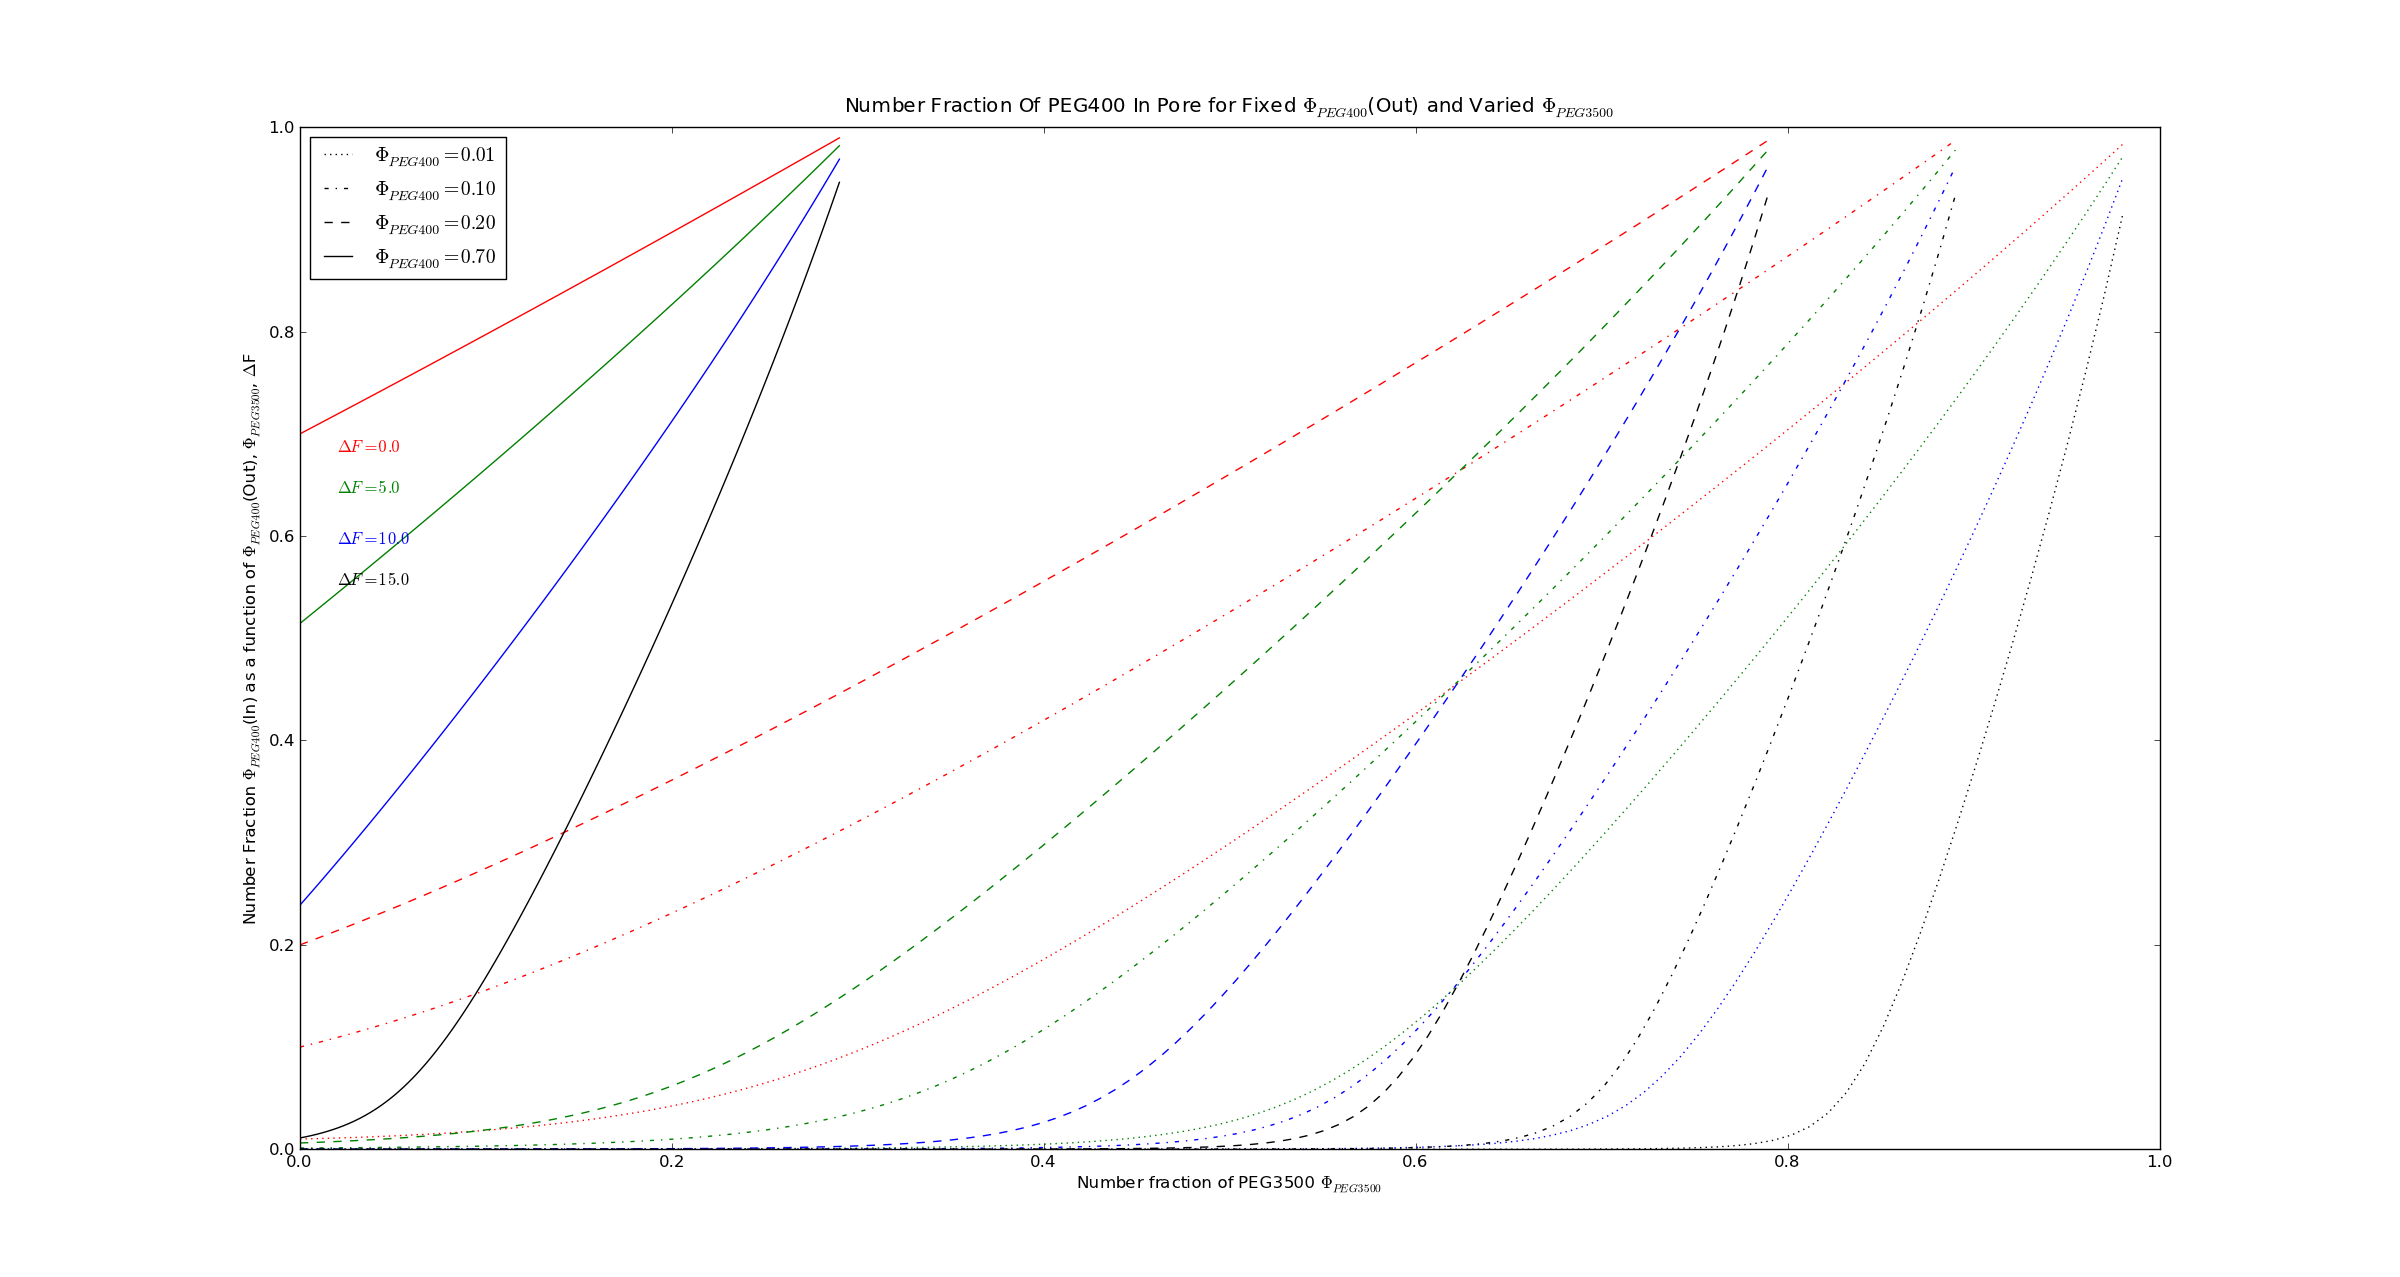 Number Fraction Of PEG400 In Pore for Fixed Φ_PEG400(Out) and Varied Φ_PEG3500
Number Fraction Φ_PEG400(In) as a function of Φ_PEG400(Out), Φ_PEG3500, ΔF
1.0
0.8
0.6
0.4
0.2
0.0
Φ_PEG400 = 0.01
Φ_PEG400 = 0.10
Φ_PEG400 = 0.20
Φ_PEG400 = 0.70
ΔF = 0.0
ΔF = 5.0
ΔF = 10.0
ΔF = 15.0
0.0 0.2 0.4 0.6 0.8 1.0
Number fraction of PEG3500 Φ_PEG3500